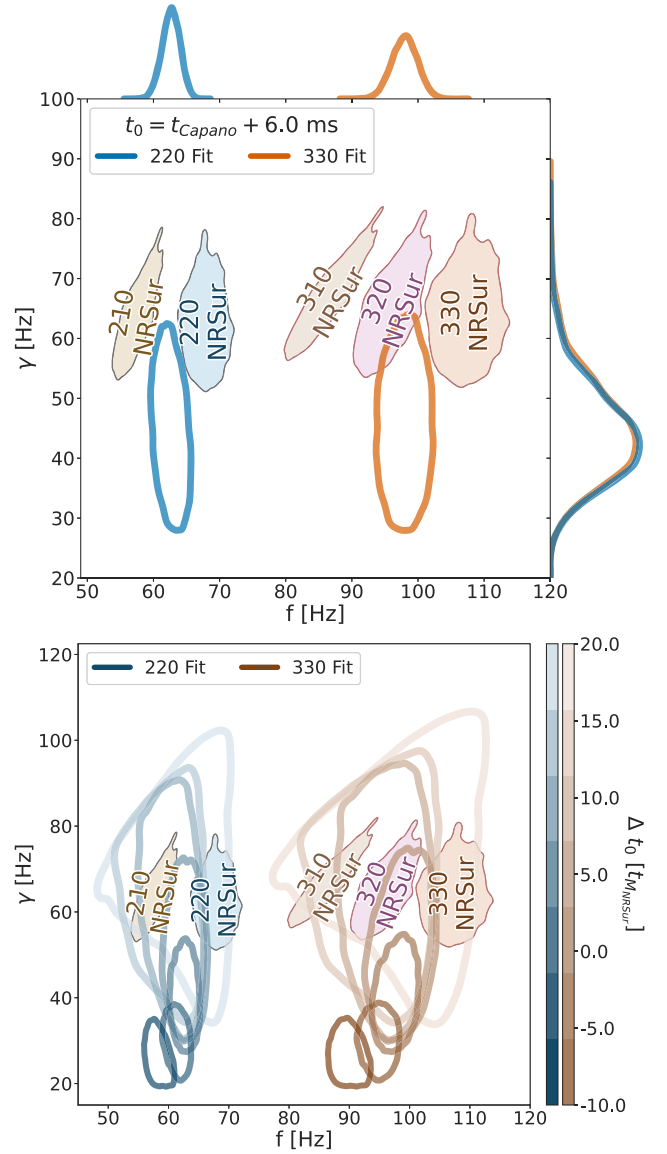 100
90
80
70
60
50
40
30
20
γ [Hz]
t0 = tCapano + 6.0 ms
220 Fit
330 Fit
210
NRSur
220
NRSur
310
NRSur
320
NRSur
330
NRSur
50
60
70
80
90
100
110
120
f [Hz]
120
100
80
60
40
20
γ [Hz]
220 Fit
330 Fit
210
NRSur
220
NRSur
310
NRSur
320
NRSur
330
NRSur
50
60
70
80
90
100
120
f [Hz]
20.0
15.0
10.0
5.0
0.0
-5.0
-10.0
Δ t0 [tMNRSur]